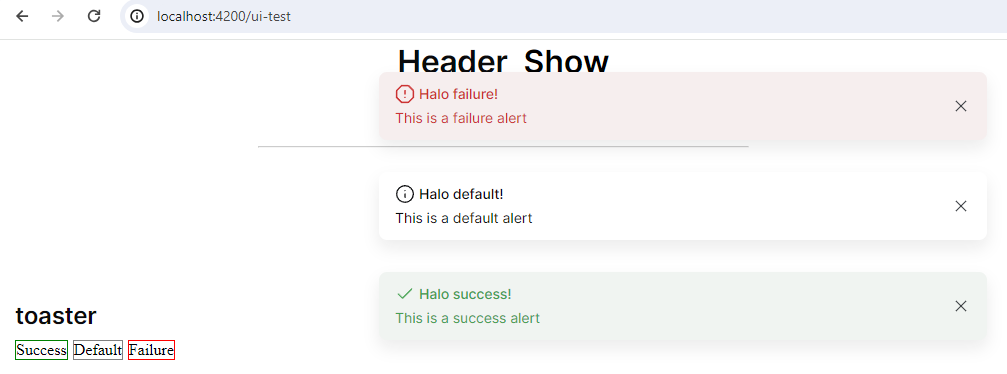 localhost:4200/ui-test
Header Show
Halo failure!
This is a failure alert
Halo default!
This is a default alert
Halo success!
This is a success alert
toaster
Success Default Failure